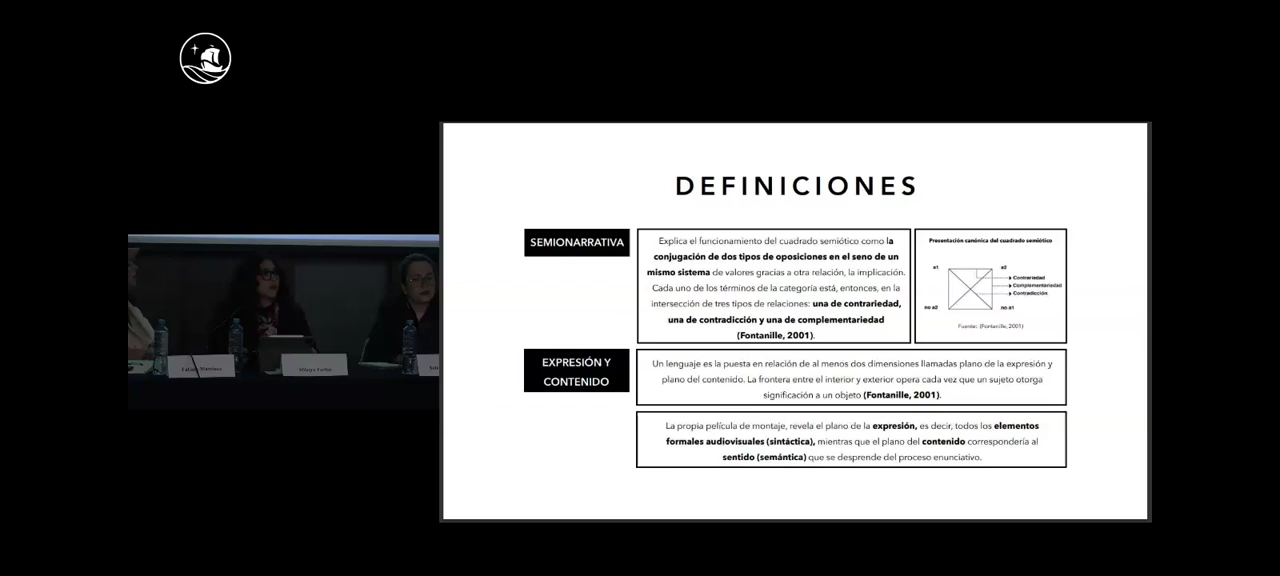 DEFINICIONES
SEMIONARRATIVA
Explica el funcionamiento del cuadrado semiótico como la
conjugación de dos tipos de oposiciones en el seno de un
mismo sistema de valores gracias a otra relación, la implicación.
Cada uno de los términos de la categoría está, entonces, en la
intersección de tres tipos de relaciones: una de contrariedad,
una de contradicción y una de complementariedad
(Fontanille, 2001).
Presentación canónica del cuadrado semiótico
a1 a2
Contrariedad
Complementariedad
Contradicción
no a2 no a1
Fuente: (Fontanille, 2001)
EXPRESIÓN Y
CONTENIDO
Un lenguaje es la puesta en relación de al menos dos dimensiones llamadas plano de la expresión y
plano del contenido. La frontera entre el interior y exterior opera cada vez que un sujeto otorga
significación a un objeto (Fontanille, 2001).
La propia película de montaje, revela el plano de la expresión, es decir, todos los elementos
formales audiovisuales (sintáctica), mientras que el plano del contenido correspondería al
sentido (semántica) que se desprende del proceso enunciativo.